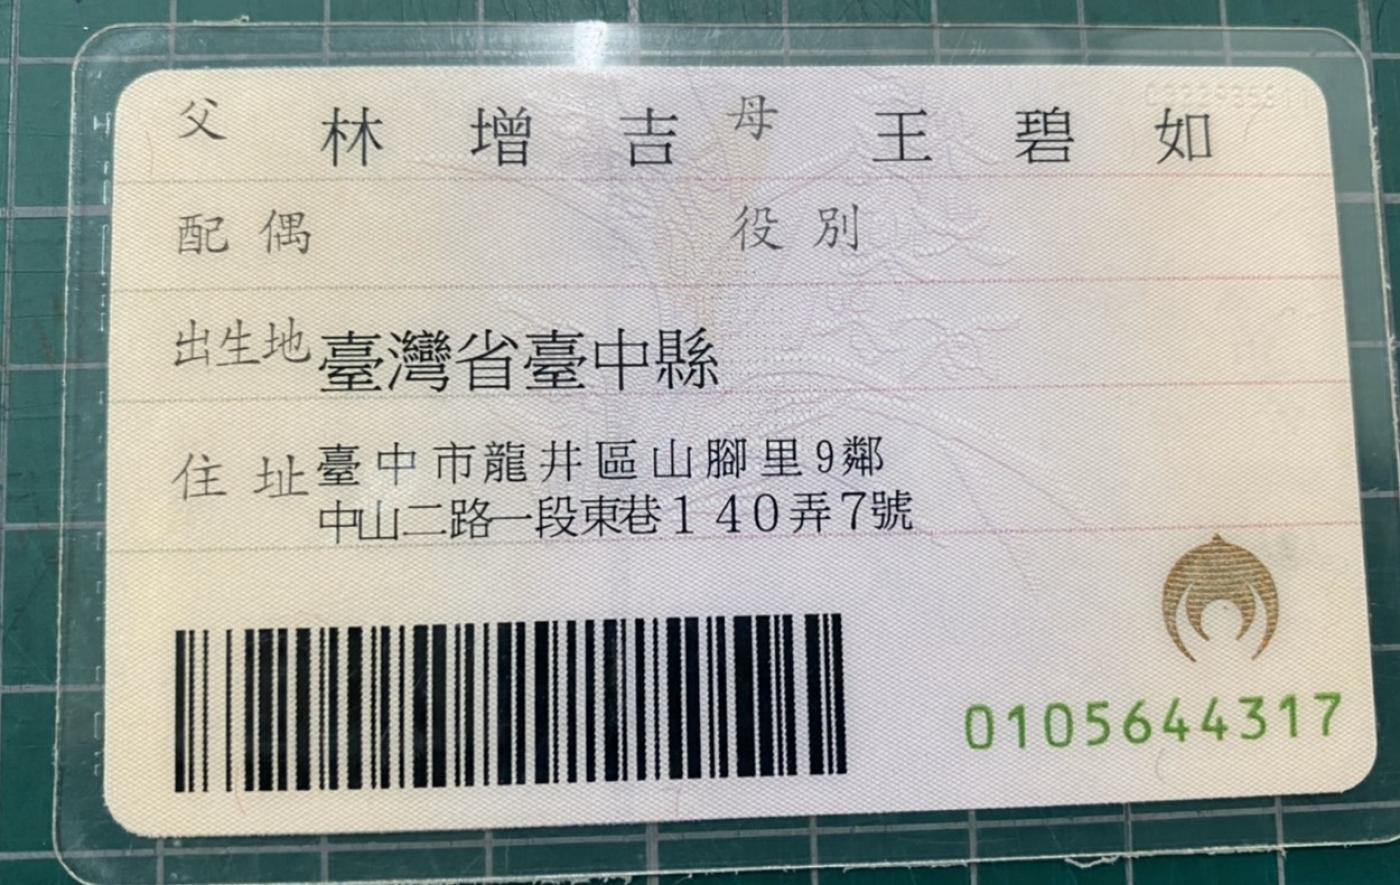 父 林增吉 母 王碧如
配偶 役別
出生地 臺灣省臺中縣
住址 臺中市龍井區山腳里9鄰
中山二路一段東巷140弄7號
0105644317